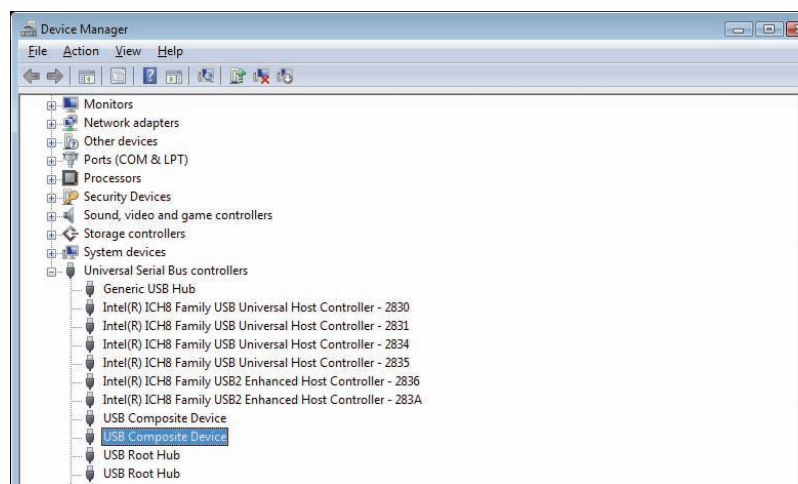 Device Manager
File Action View Help
Monitors
Network adapters
Other devices
Ports (COM & LPT)
Processors
Security Devices
Sound, video and game controllers
Storage controllers
System devices
Universal Serial Bus controllers
Generic USB Hub
Intel(R) ICH8 Family USB Universal Host Controller - 2830
Intel(R) ICH8 Family USB Universal Host Controller - 2831
Intel(R) ICH8 Family USB Universal Host Controller - 2834
Intel(R) ICH8 Family USB Universal Host Controller - 2835
Intel(R) ICH8 Family USB2 Enhanced Host Controller - 2836
Intel(R) ICH8 Family USB2 Enhanced Host Controller - 283A
USB Composite Device
USB Composite Device
USB Root Hub
USB Root Hub